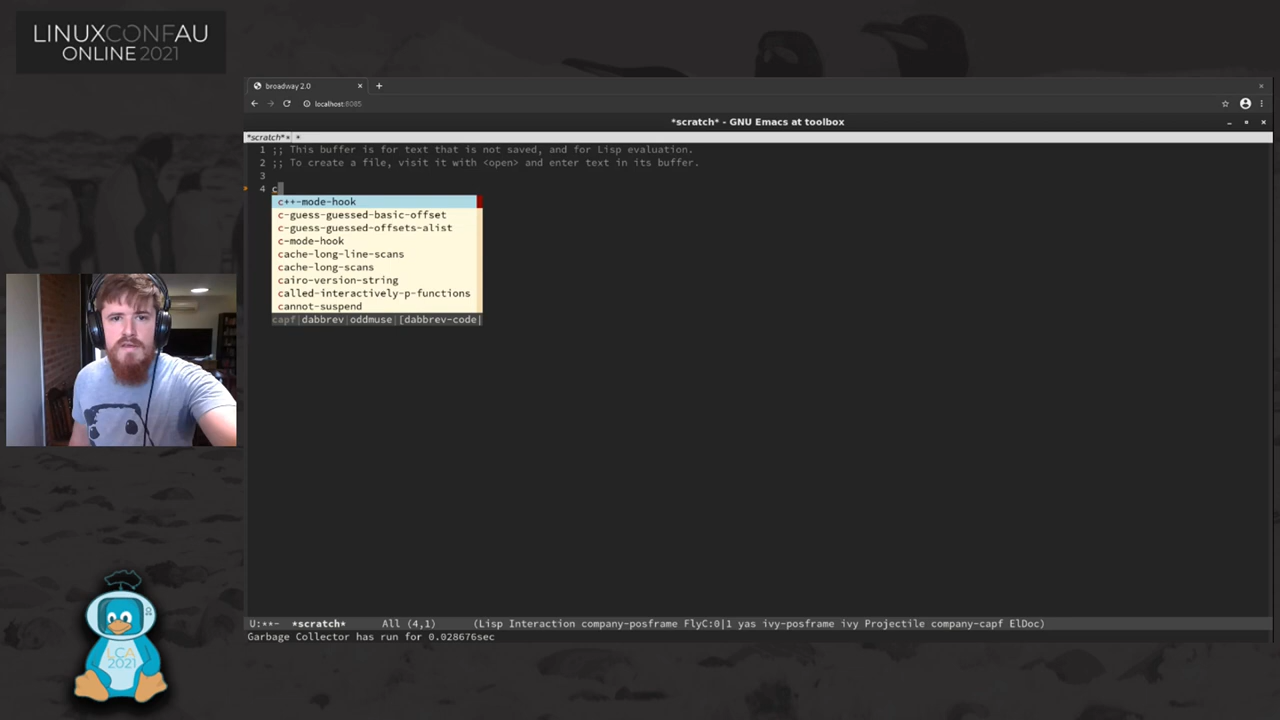 LINUXCONFAU
ONLINE 2021
broadway 2.0
localhost:8085
*scratch* - GNU Emacs at toolbox
*scratch*
1 ;; This buffer is for text that is not saved, and for Lisp evaluation.
2 ;; To create a file, visit it with <open> and enter text in its buffer.
3
4 c
c++-mode-hook
c-guess-guessed-basic-offset
c-guess-guessed-offsets-alist
c-mode-hook
cache-long-line-scans
cache-long-scans
cairo-version-string
called-interactively-p-functions
cannot-suspend
capf|dabbrev|oddmuse|[dabbrev-code|
U:**- *scratch* All (4,1) (Lisp Interaction company-posframe FlyC:0|1 yas ivy-posframe ivy Projectile company-capf ElDoc)
Garbage Collector has run for 0.028676sec
LCA
2021